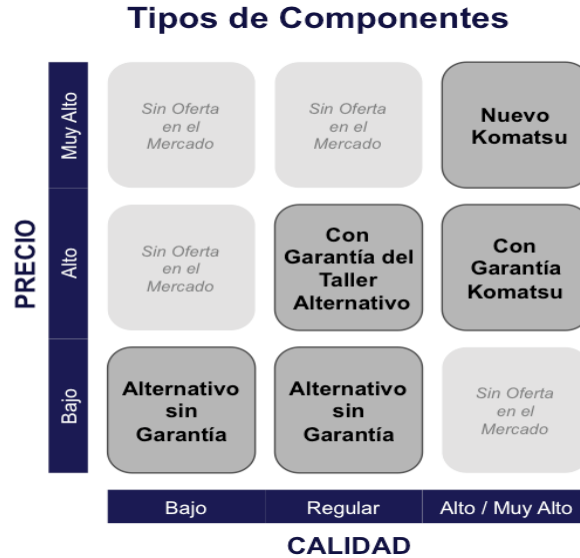 Tipos de Componentes
PRECIO
Muy Alto
Sin Oferta
en el
Mercado
Sin Oferta
en el
Mercado
Nuevo
Komatsu
Alto
Sin Oferta
en el
Mercado
Con
Garantía del
Taller
Alternativo
Con
Garantía
Komatsu
Bajo
Alternativo
sin
Garantía
Alternativo
sin
Garantía
Sin Oferta
en el
Mercado
Bajo
Regular
Alto / Muy Alto
CALIDAD